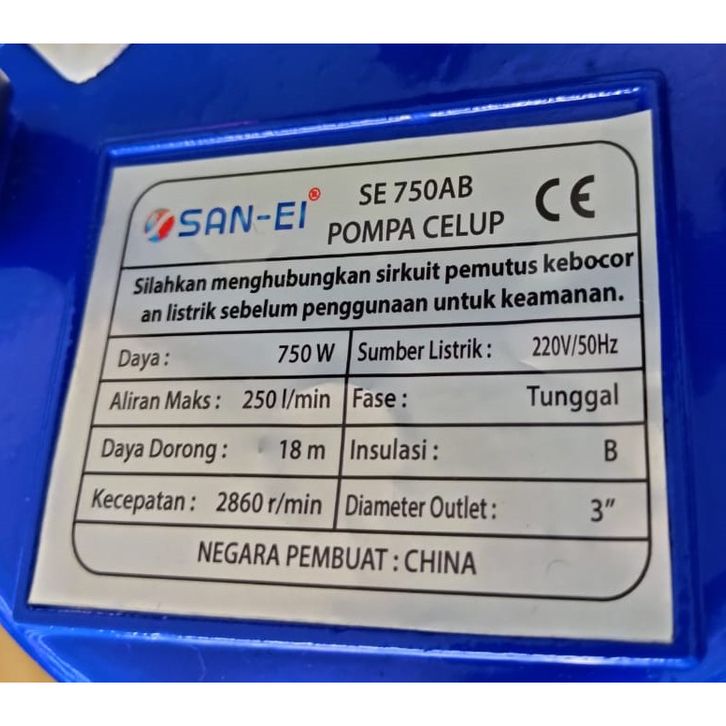 SAN-EI®
SE 750AB
POMPA CELUP
CE
Silahkan menghubungkan sirkuit pemutus kebocor
an listrik sebelum penggunaan untuk keamanan.
Daya : 750 W Sumber Listrik : 220V/50Hz
Aliran Maks : 250 l/min Fase : Tunggal
Daya Dorong : 18 m Insulasi : B
Kecepatan : 2860 r/min Diameter Outlet : 3"
NEGARA PEMBUAT : CHINA